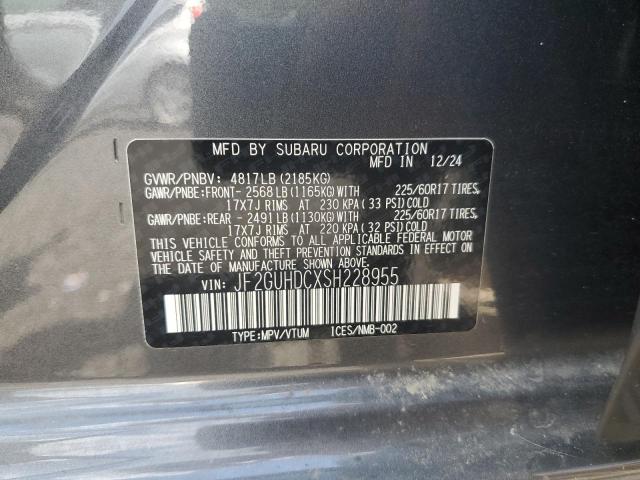 MFD BY SUBARU CORPORATION
MFD IN 12/24
GVWR/PNBV: 4817LB (2185KG)
GAWR/PNBE:FRONT- 2568 LB (1165KG)WITH 225/60R17 TIRES,
17X7J RIMS AT 230 KPA (33 PSI)COLD
GAWR/PNBE:REAR - 2491 LB (1130KG)WITH 225/60R17 TIRES,
17X7J RIMS AT 220 KPA (32 PSI)COLD
THIS VEHICLE CONFORMS TO ALL APPLICABLE FEDERAL MOTOR
VEHICLE SAFETY AND THEFT PREVENTION STANDARDS IN EFFECT ON
THE DATE OF MANUFACTURE SHOWN ABOVE.
VIN: JF2GUHDCXSH228955
TYPE:MPV/VTUM ICES/NMB-002